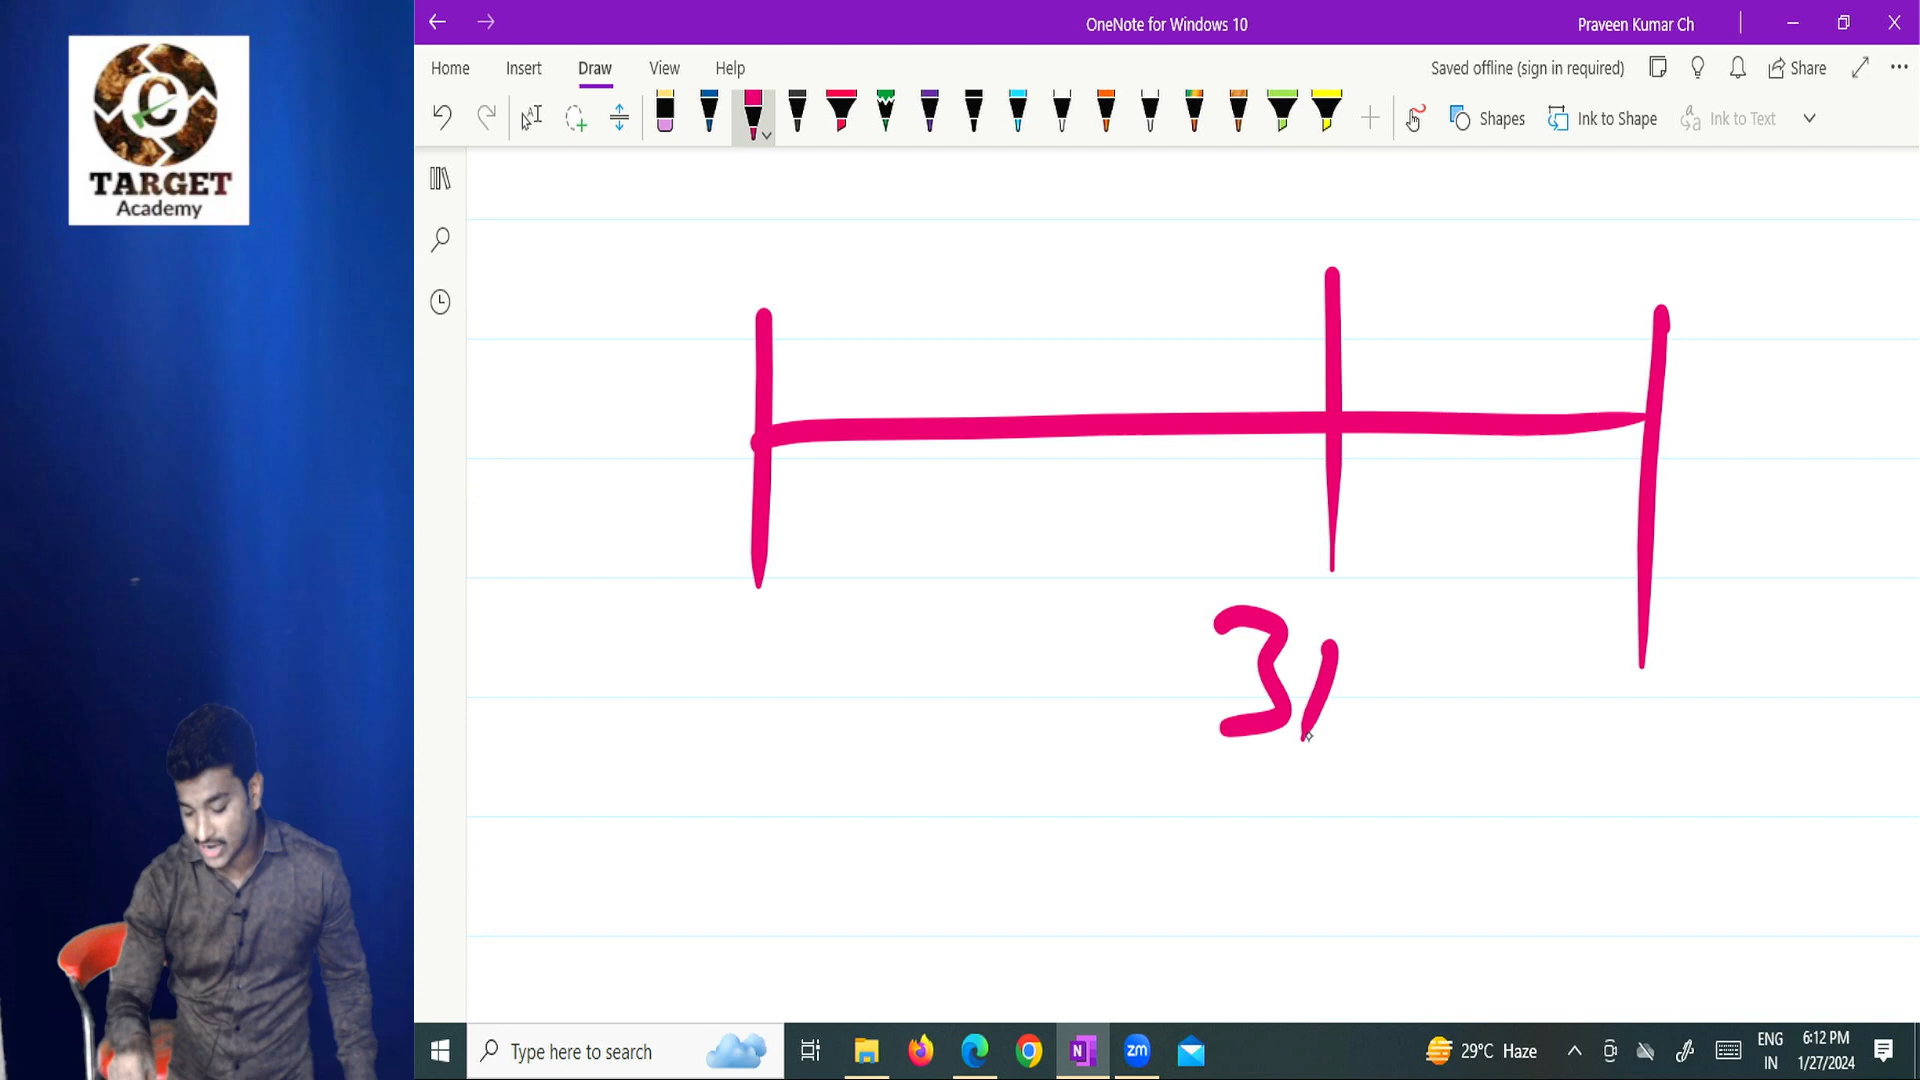 TARGET
Academy
OneNote for Windows 10
Praveen Kumar Ch
Home Insert Draw View Help
Saved offline (sign in required)
Share
Shapes
Ink to Shape
Ink to Text
31
Type here to search
N
zm
29°C Haze
ENG
IN
6:12 PM
1/27/2024